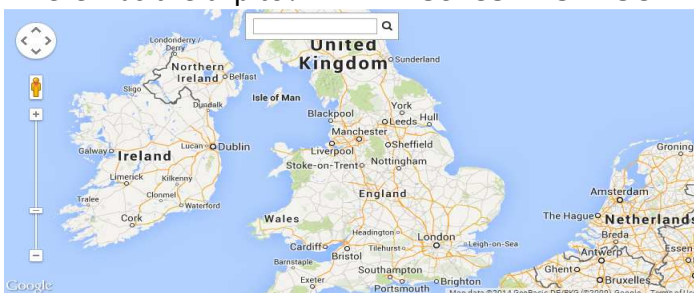 United
Kingdom
Londonderry /
Derry
Northern
Ireland
Belfast
Sunderland
Sligo
Isle of Man
Dundalk
York
Blackpool
Leeds
Hull
Manchester
Galway
Ireland
Lucan
Dublin
Liverpool
Sheffield
Stoke-on-Trent
Nottingham
Groning
Limerick
Kilkenny
Tralee
Clonmel
Waterford
England
Amsterdam
Cork
Wales
The Hague
Netherlands
Headington
London
Breda
Cardiff
Tilehurst
Leigh-on-Sea
Bristol
Antwerp
Essen
Barnstaple
Southampton
Ghent
Exeter
Brighton
Bruxelles
Portsmouth
Google